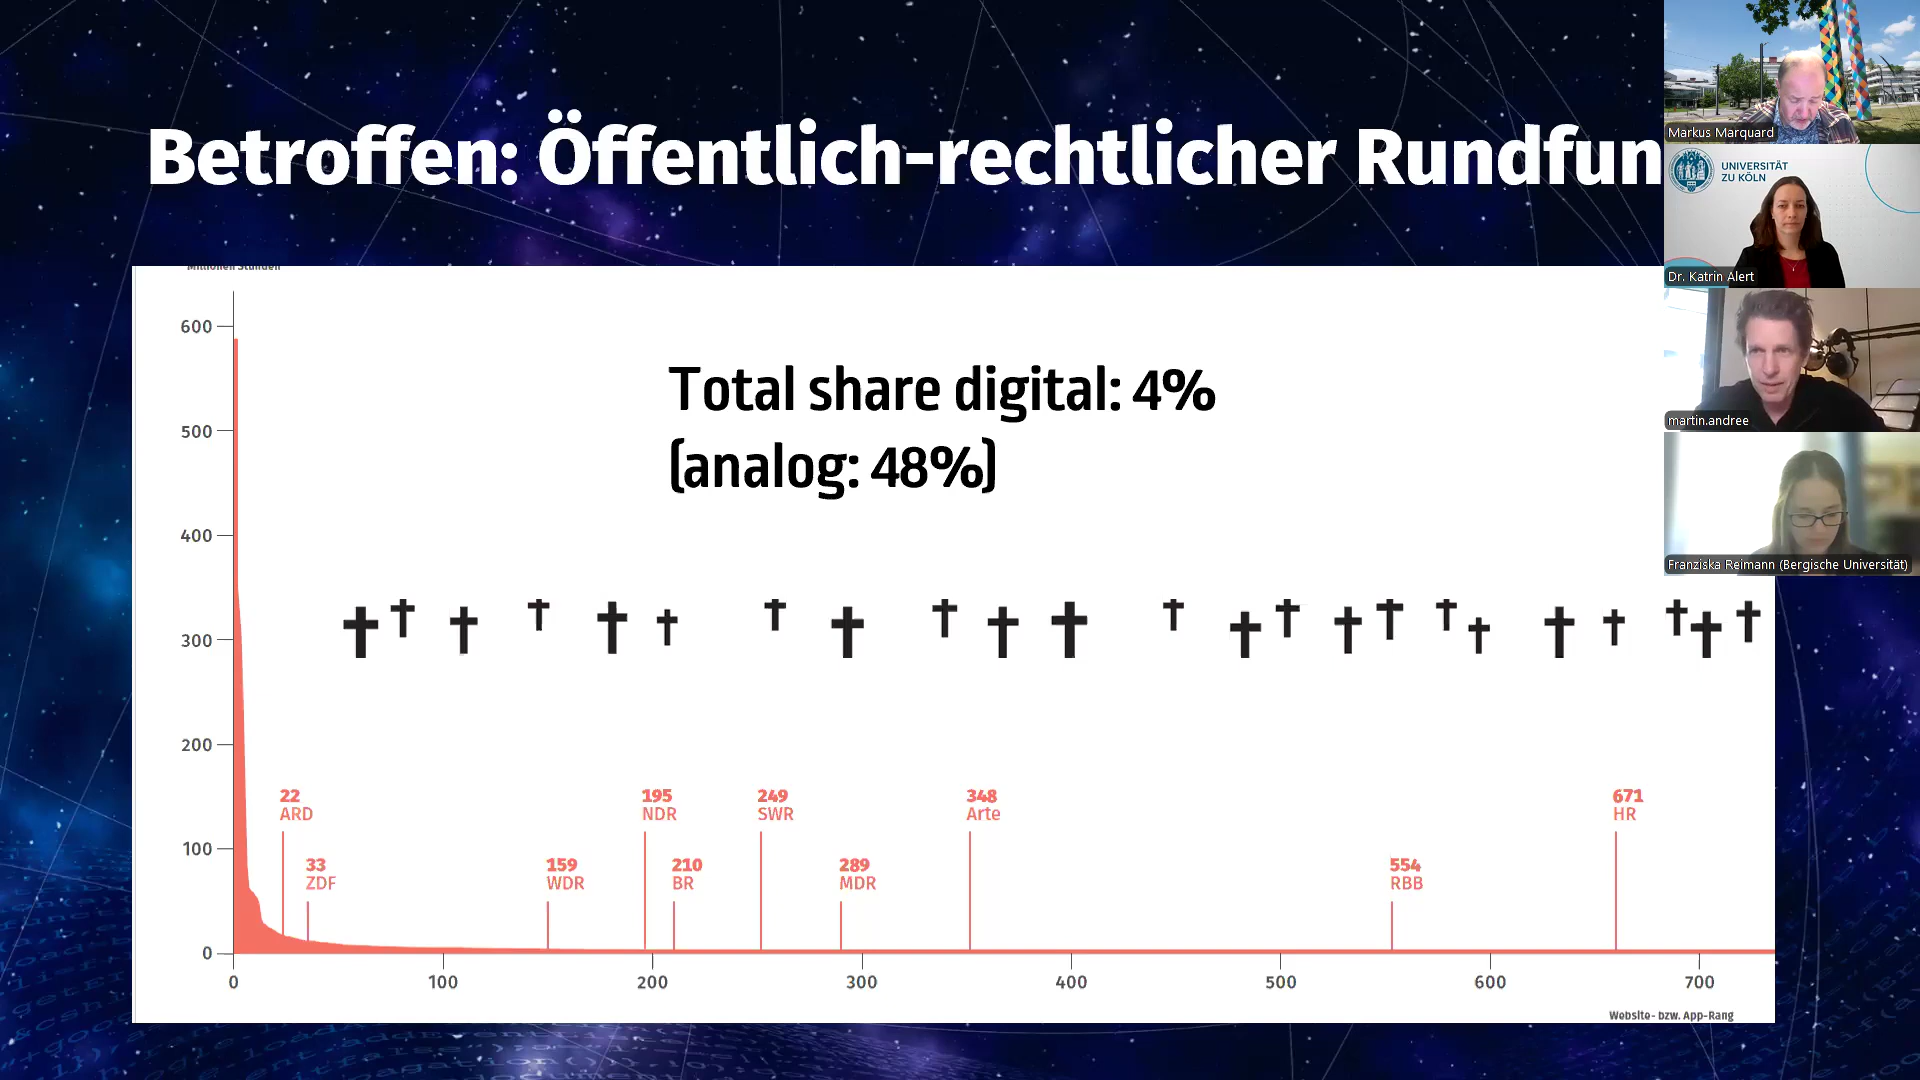 Betroffen: Öffentlich-rechtlicher Rundfun
Millionen Stunden
600
500
400
300
200
100
0
Total share digital: 4%
(analog: 48%)
22
ARD
33
ZDF
159
WDR
195
NDR
210
BR
249
SWR
289
MDR
348
Arte
554
RBB
671
HR
0
100
200
300
400
500
600
700
Website- bzw. App-Rang
Markus Marquard
UNIVERSITÄT
ZU KÖLN
Dr. Katrin Alert
martin.andree
Franziska Reimann (Bergische Universität)